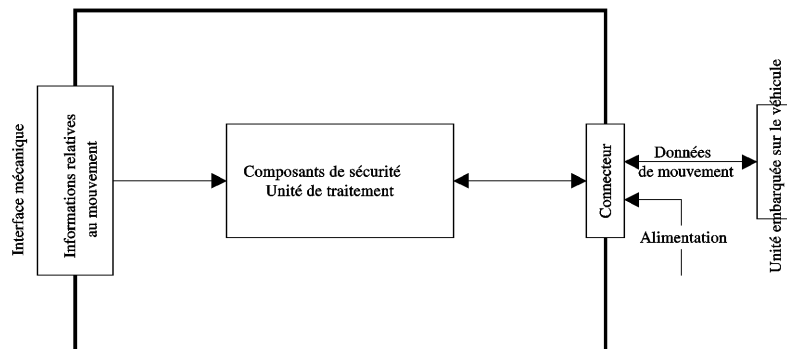 Interface mécanique
Informations relatives
au mouvement
Composants de sécurité
Unité de traitement
Connecteur
Données
de mouvement
Alimentation
Unité embarquée sur le véhicule